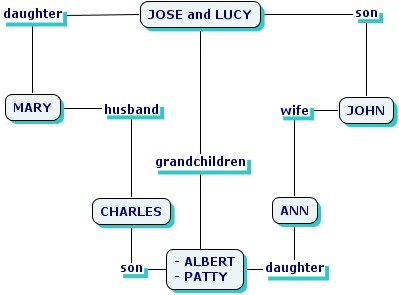 daughter
JOSE and LUCY
son
MARY
husband
wife
JOHN
grandchildren
CHARLES
ANN
son
- ALBERT
- PATTY
daughter